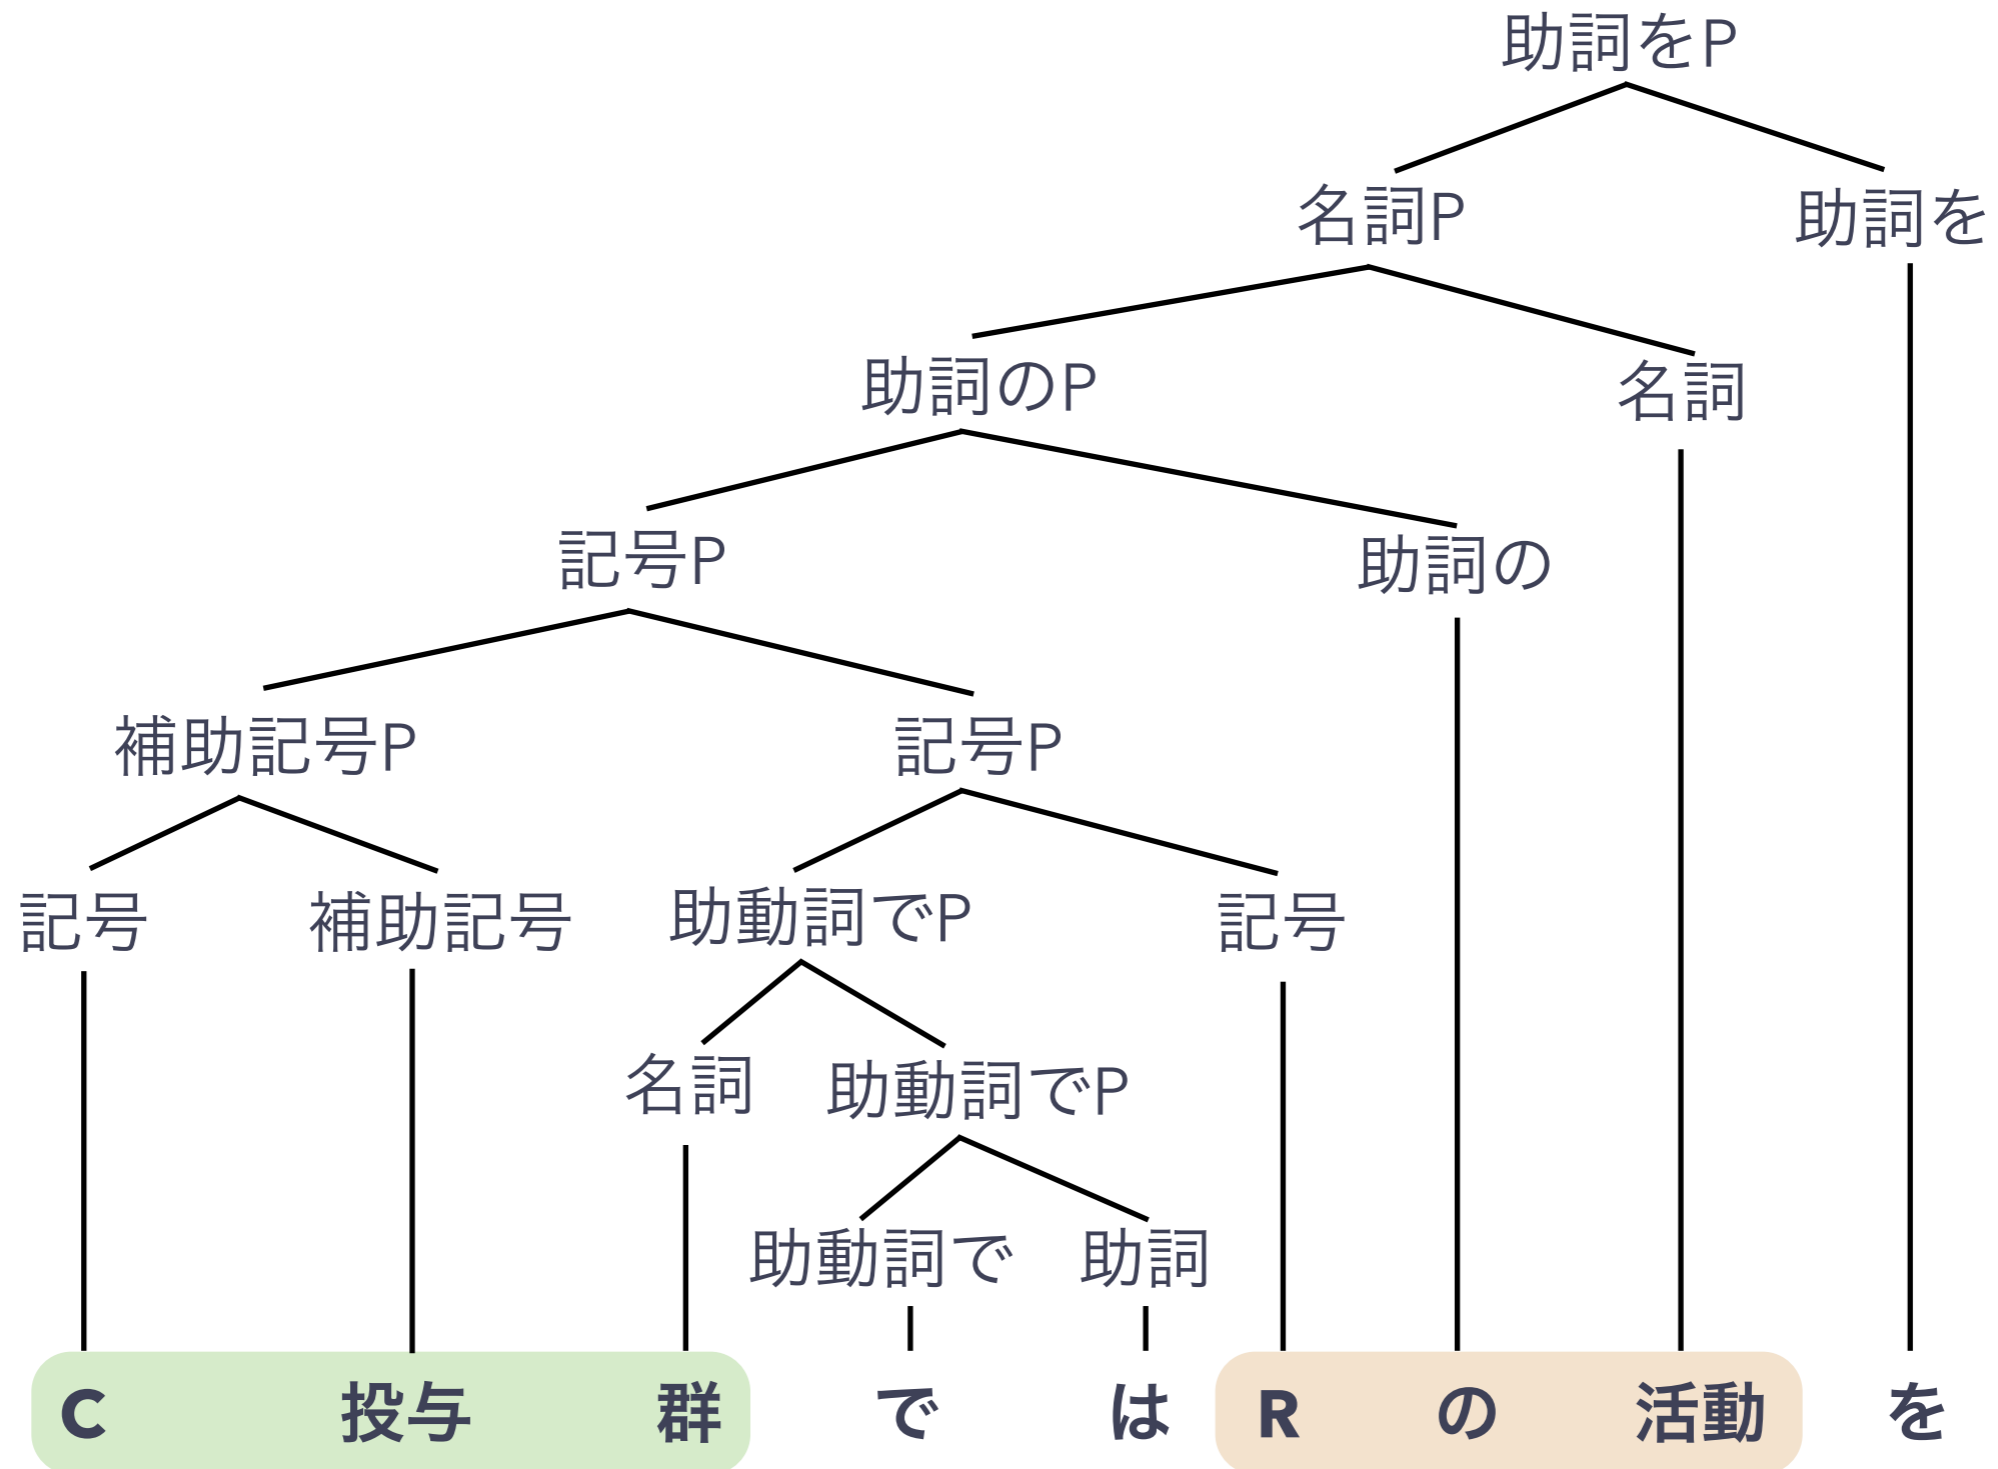 助詞をP
名詞P 助詞を
助詞のP 名詞
記号P 助詞の
補助記号P 記号P
記号 補助記号 助動詞でP 記号
名詞 助動詞でP
助動詞で 助詞
C 投与 群 で は R の 活動 を